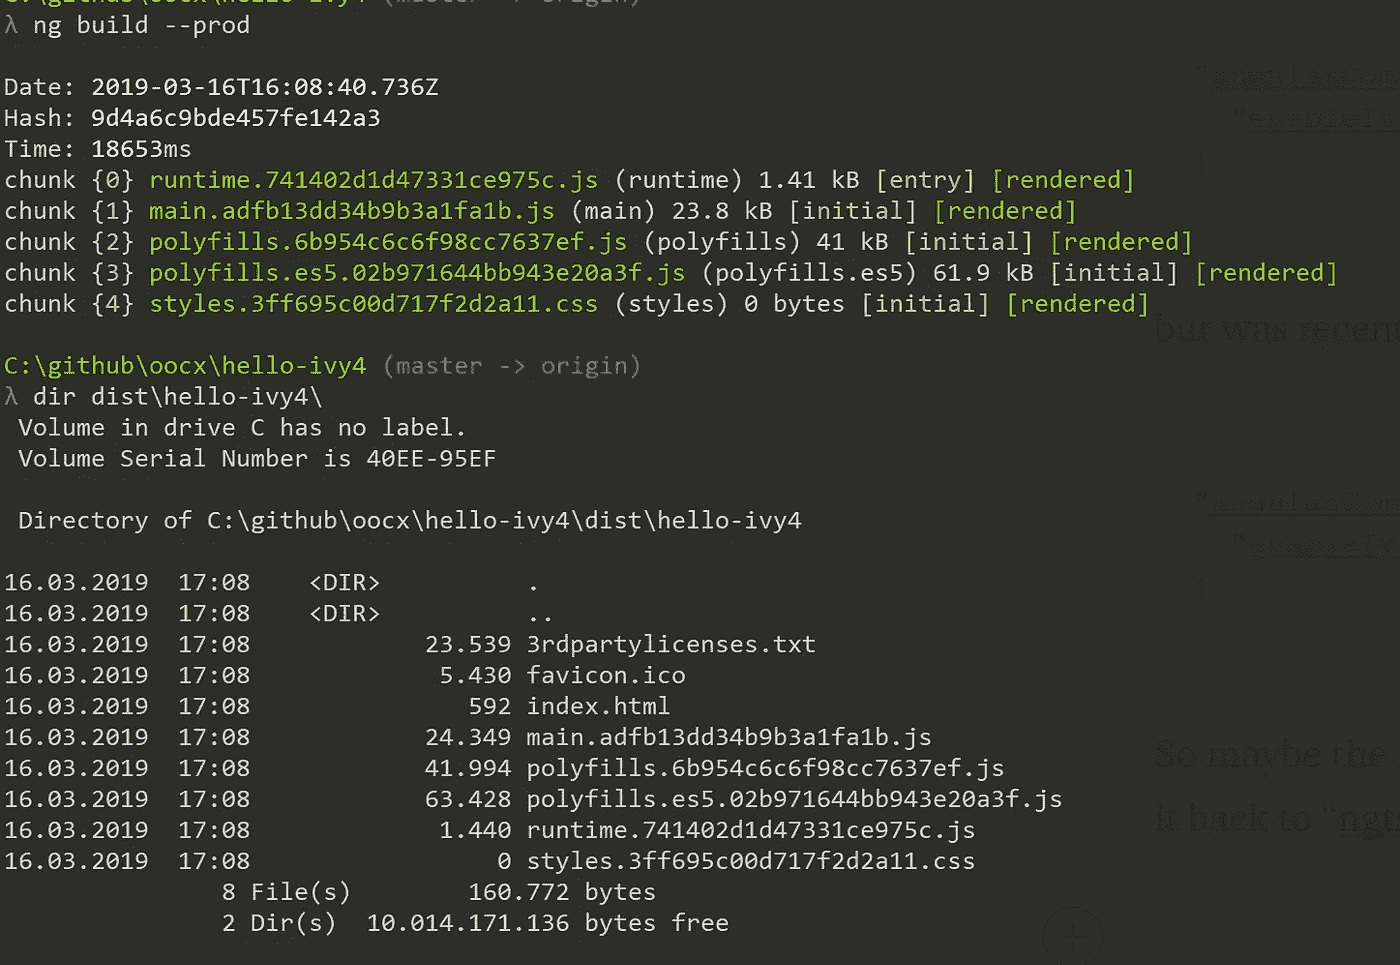 C:\github\oocx\hello-ivy4 (master -> origin)
λ ng build --prod
Date: 2019-03-16T16:08:40.736Z
Hash: 9d4a6c9bde457fe142a3
Time: 18653ms
chunk {0} runtime.741402d1d47331ce975c.js (runtime) 1.41 kB [entry] [rendered]
chunk {1} main.adfb13dd34b9b3a1fa1b.js (main) 23.8 kB [initial] [rendered]
chunk {2} polyfills.6b954c6c6f98cc7637ef.js (polyfills) 41 kB [initial] [rendered]
chunk {3} polyfills.es5.02b971644bb943e20a3f.js (polyfills.es5) 61.9 kB [initial] [rendered]
chunk {4} styles.3ff695c00d717f2d2a11.css (styles) 0 bytes [initial] [rendered]
but was recent
C:\github\oocx\hello-ivy4 (master -> origin)
λ dir dist\hello-ivy4\
Volume in drive C has no label.
Volume Serial Number is 40EE-95EF
Directory of C:\github\oocx\hello-ivy4\dist\hello-ivy4
16.03.2019 17:08 <DIR> .
16.03.2019 17:08 <DIR> ..
16.03.2019 17:08 23.539 3rdpartylicenses.txt
16.03.2019 17:08 5.430 favicon.ico
16.03.2019 17:08 592 index.html
16.03.2019 17:08 24.349 main.adfb13dd34b9b3a1fa1b.js
16.03.2019 17:08 41.994 polyfills.6b954c6c6f98cc7637ef.js
16.03.2019 17:08 63.428 polyfills.es5.02b971644bb943e20a3f.js
16.03.2019 17:08 1.440 runtime.741402d1d47331ce975c.js
16.03.2019 17:08 0 styles.3ff695c00d717f2d2a11.css
8 File(s) 160.772 bytes
2 Dir(s) 10.014.171.136 bytes free
So maybe the
it back to "ngt